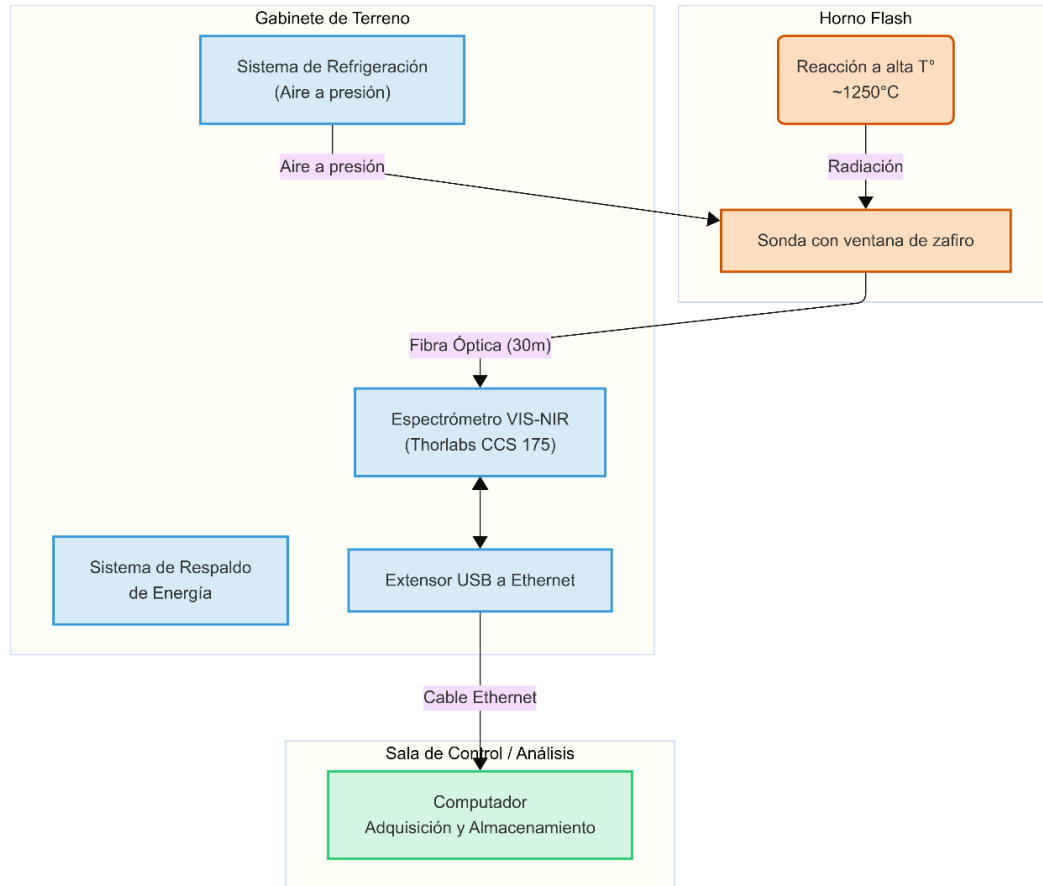 Gabinete de Terreno
Horno Flash
Sistema de Refrigeración
(Aire a presión)
Reacción a alta T°
~1250°C
Aire a presión
Radiación
Sonda con ventana de zafiro
Fibra Óptica (30m)
Espectrómetro VIS-NIR
(Thorlabs CCS 175)
Sistema de Respaldo
de Energía
Extensor USB a Ethernet
Cable Ethernet
Sala de Control / Análisis
Computador
Adquisición y Almacenamiento